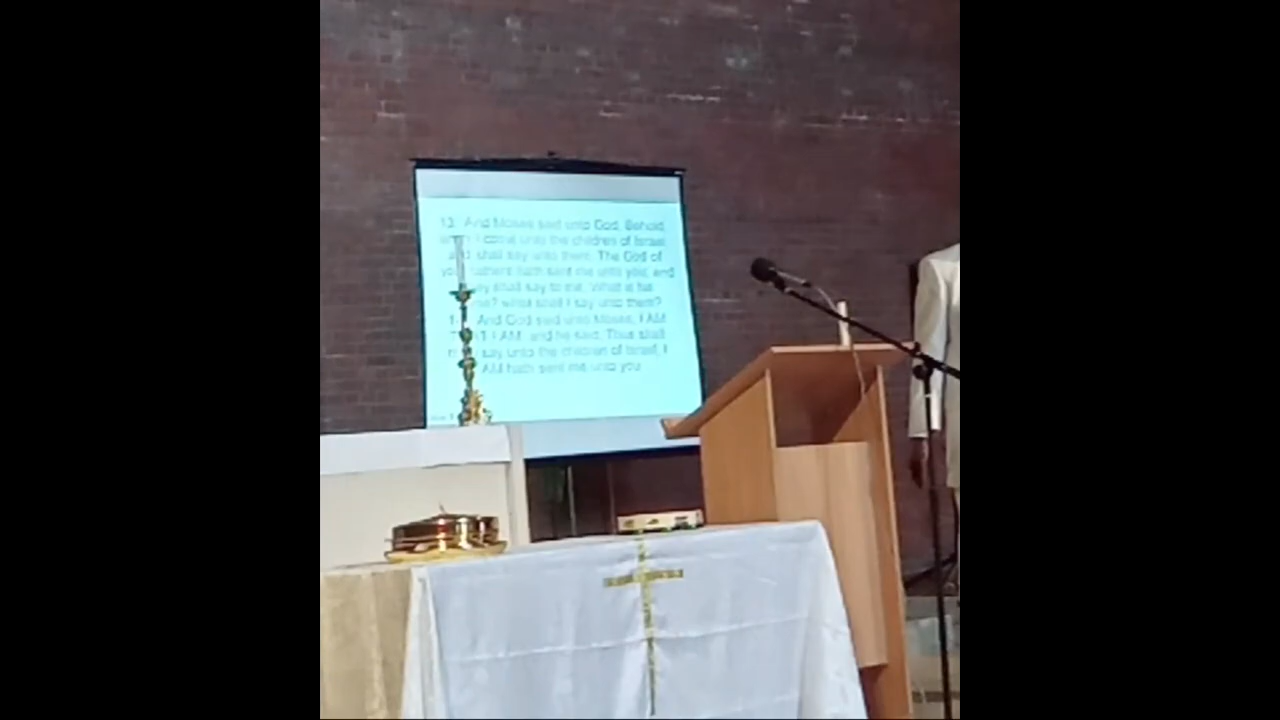 13. And Moses said unto God, Behold,
I come unto the children of Israel
and shall say unto them, The God of
your fathers hath sent me unto you; and
shall say to me, What is his
what shall I say unto them?
And God said unto Moses, I AM
I AM: and he said, Thus shalt
say unto the children of Israel, I
AM hath sent me unto you